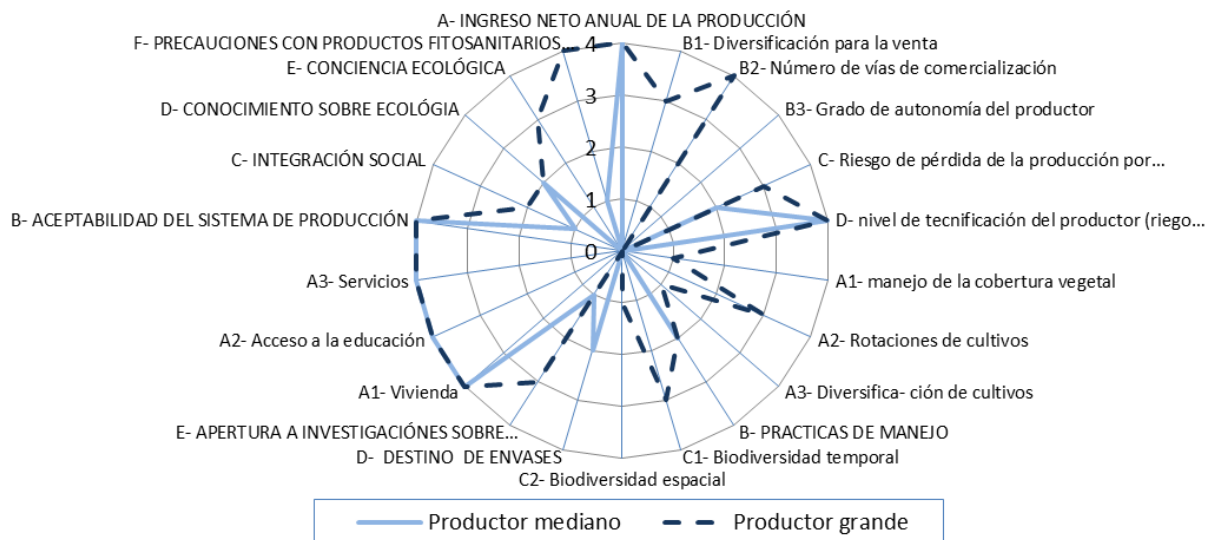 A- INGRESO NETO ANUAL DE LA PRODUCCIÓN
F- PRECAUCIONES CON PRODUCTOS FITOSANITARIOS...
B1- Diversificación para la venta
E- CONCIENCIA ECOLÓGICA
B2- Número de vías de comercialización
D- CONOCIMIENTO SOBRE ECOLÓGIA
B3- Grado de autonomía del productor
C- INTEGRACIÓN SOCIAL
C- Riesgo de pérdida de la producción por...
B- ACEPTABILIDAD DEL SISTEMA DE PRODUCCIÓN
D- nivel de tecnificación del productor (riego...
A3- Servicios
A1- manejo de la cobertura vegetal
A2- Acceso a la educación
A2- Rotaciones de cultivos
A1- Vivienda
A3- Diversifica- ción de cultivos
E- APERTURA A INVESTIGACIÓNES SOBRE...
B- PRACTICAS DE MANEJO
D- DESTINO DE ENVASES
C1- Biodiversidad temporal
C2- Biodiversidad espacial
4
3
2
1
0
Productor mediano
Productor grande